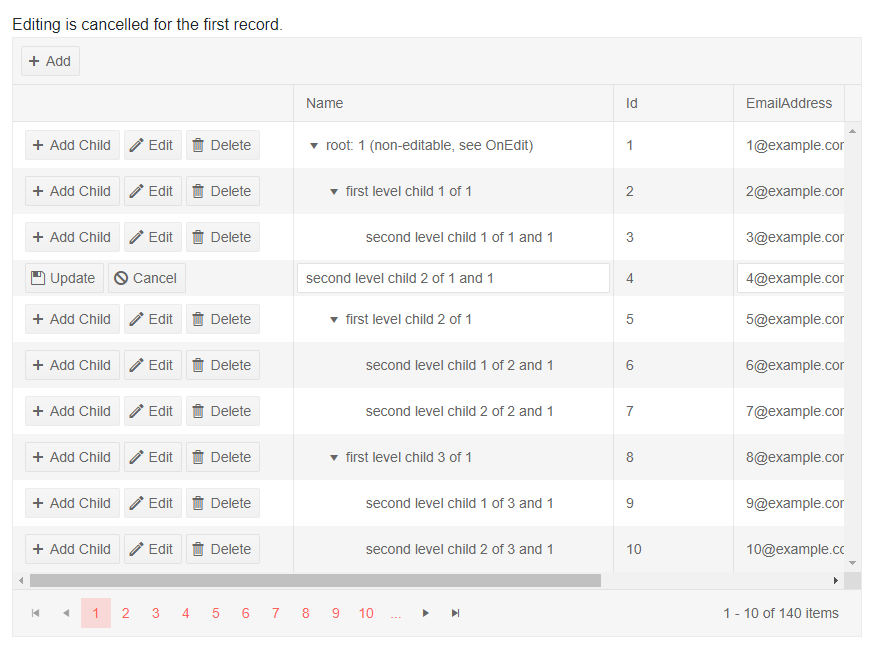 Editing is cancelled for the first record.
+ Add
Name Id EmailAddress
+ Add Child Edit Delete root: 1 (non-editable, see OnEdit) 1 1@example.cor
+ Add Child Edit Delete first level child 1 of 1 2 2@example.cor
+ Add Child Edit Delete second level child 1 of 1 and 1 3 3@example.cor
Update Cancel second level child 2 of 1 and 1 4 4@example.cor
+ Add Child Edit Delete first level child 2 of 1 5 5@example.cor
+ Add Child Edit Delete second level child 1 of 2 and 1 6 6@example.cor
+ Add Child Edit Delete second level child 2 of 2 and 1 7 7@example.cor
+ Add Child Edit Delete first level child 3 of 1 8 8@example.cor
+ Add Child Edit Delete second level child 1 of 3 and 1 9 9@example.cor
+ Add Child Edit Delete second level child 2 of 3 and 1 10 10@example.cc
1 2 3 4 5 6 7 8 9 10 ... 1 - 10 of 140 items